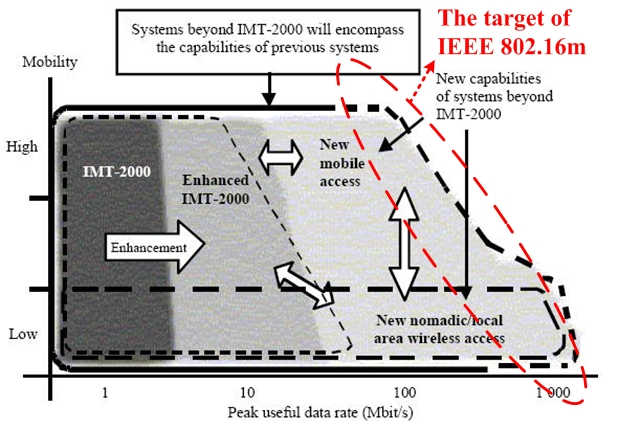 Systems beyond IMT-2000 will encompass
the capabilities of previous systems
The target of
IEEE 802.16m
Mobility
New capabilities
of systems beyond
IMT-2000
High
IMT-2000
Enhanced
IMT-2000
New
mobile
access
Enhancement
Low
New nomadic/local
area wireless access
1
10
100
1 000
Peak useful data rate (Mbit/s)